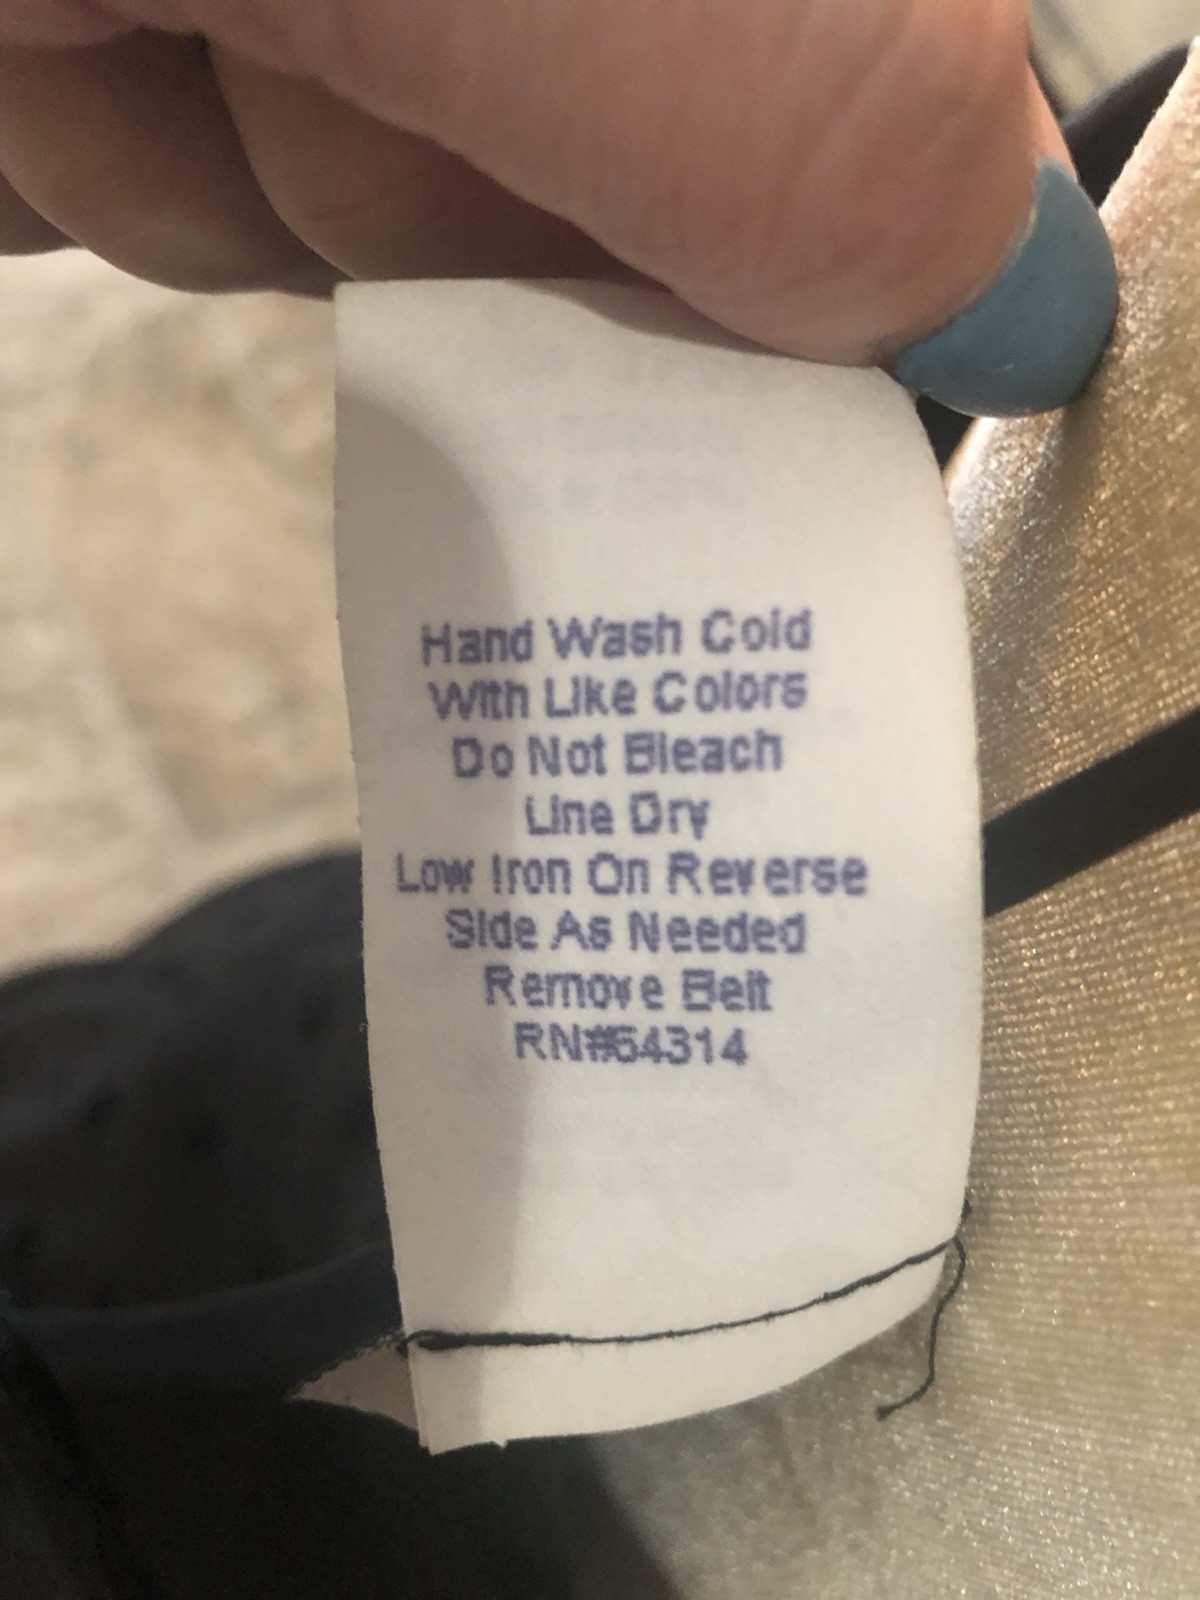 Hand Wash Cold
With Like Colors
Do Not Bleach
Line Dry
Low Iron On Reverse
Side As Needed
Remove Belt
RN#54314